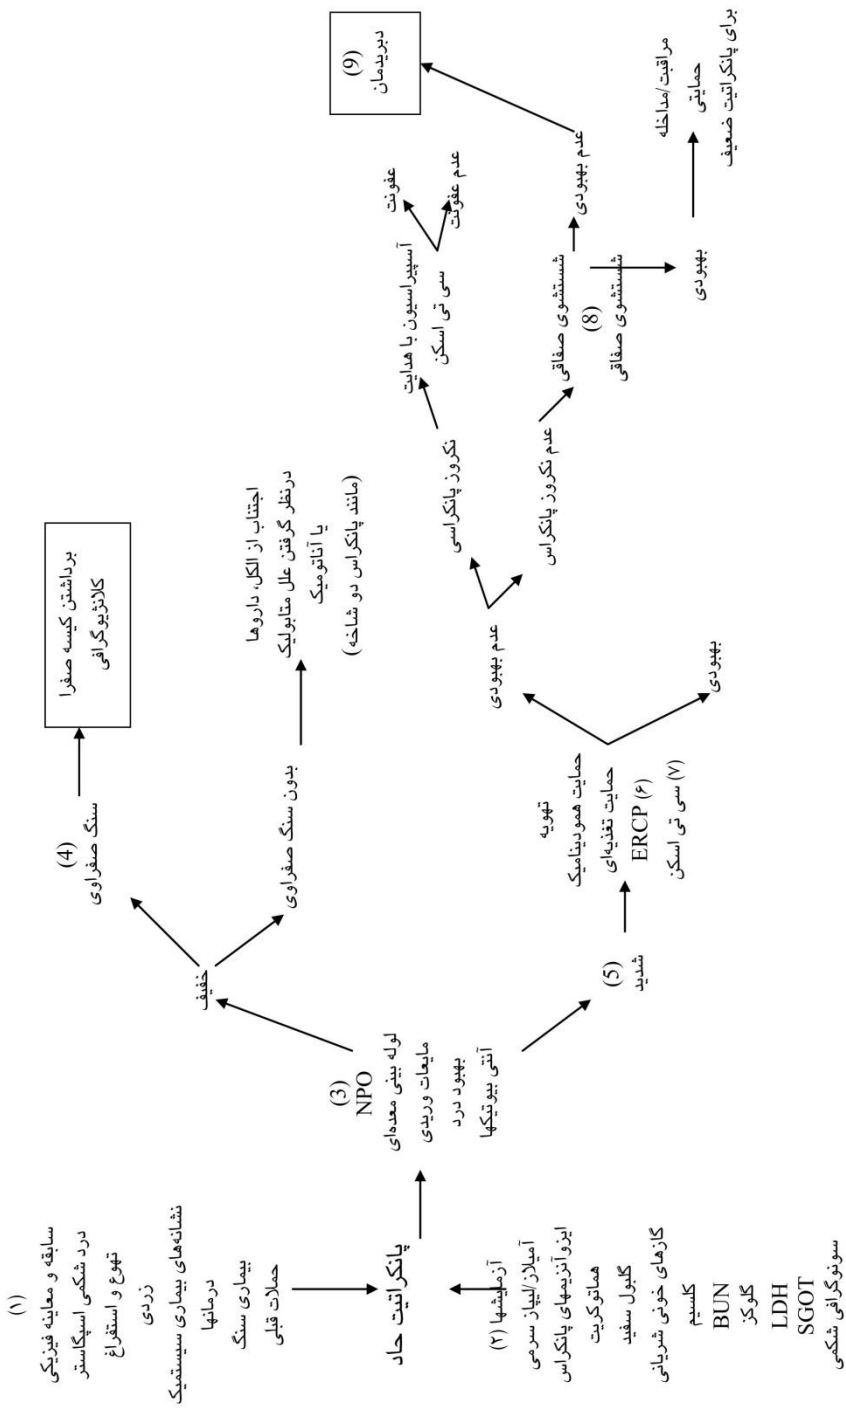 (۱)
سابقه و معاینه فیزیکی
درد شکمی اسپگاستر
تهوع و استفراغ
زردی
نشانه‌های بیماری سیستمیک
درمانها
بیماری سنگ
حملات قبلی
پانکراتیت حاد
آزمایشها (۲)
آمیلاز/لیپاز سرمی
ایزوآنزیمهای پانکراس
گلبول سفید
هماتوکریت
گازهای خونی شریانی
کلسیم
BUN
گلوکز
LDH
SGOT
سونوگرافی شکمی
(3)
NPO
لوله بینی معده‌ای
مایعات وریدی
بهبود درد
آنتی بیوتیکها
خفیف
(4)
سنگ صفراوی
برداشتن کیسه صفرا
کلانژیوگرافی
بدون سنگ صفراوی
اجتناب از الکل، داروها
درنظر گرفتن علل متابولیک
یا آناتومیک
(مانند پانکراس دو شاخه)
(5)
شدید
تهویه
حمایت همودینامیک
حمایت تغذیه‌ای
ERCP (۶)
(۷) سی تی اسکن
عدم بهبودی
بهبودی
نکروز پانکراسی
عدم نکروز پانکراس
آسپیراسیون با هدایت
سی تی اسکن
عفونت
عدم عفونت
شستشوی صفاقی
(8)
شستشوی صفاقی
عدم بهبودی
بهبودی
(9)
دبریدمان
مراقبت/مداخله
حمایتی
برای پانکراتیت ضعیف